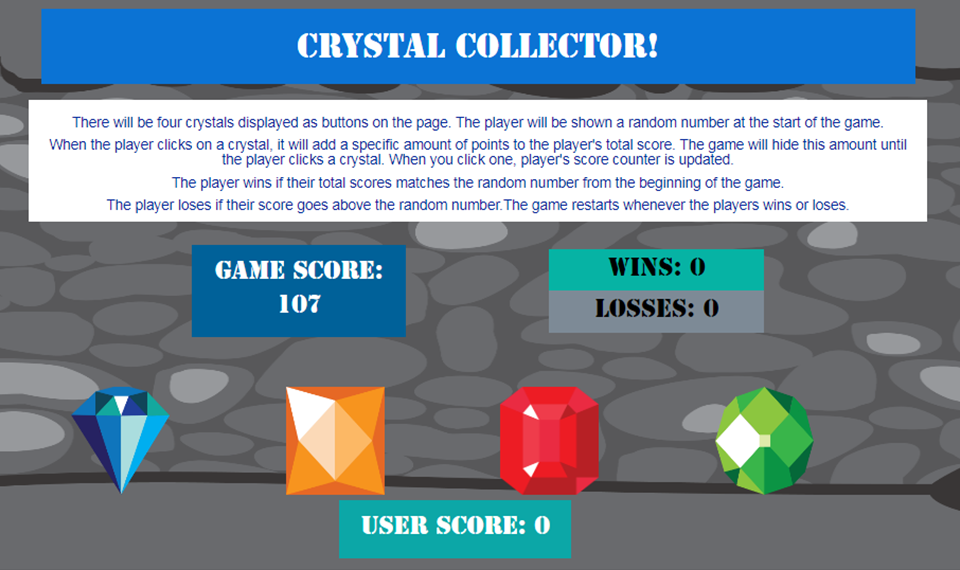 CRYSTAL COLLECTOR!
There will be four crystals displayed as buttons on the page. The player will be shown a random number at the start of the game.
When the player clicks on a crystal, it will add a specific amount of points to the player's total score. The game will hide this amount until
the player clicks a crystal. When you click one, player's score counter is updated.
The player wins if their total scores matches the random number from the beginning of the game.
The player loses if their score goes above the random number.The game restarts whenever the players wins or loses.
GAME SCORE:
107
WINS: 0
LOSSES: 0
USER SCORE: 0